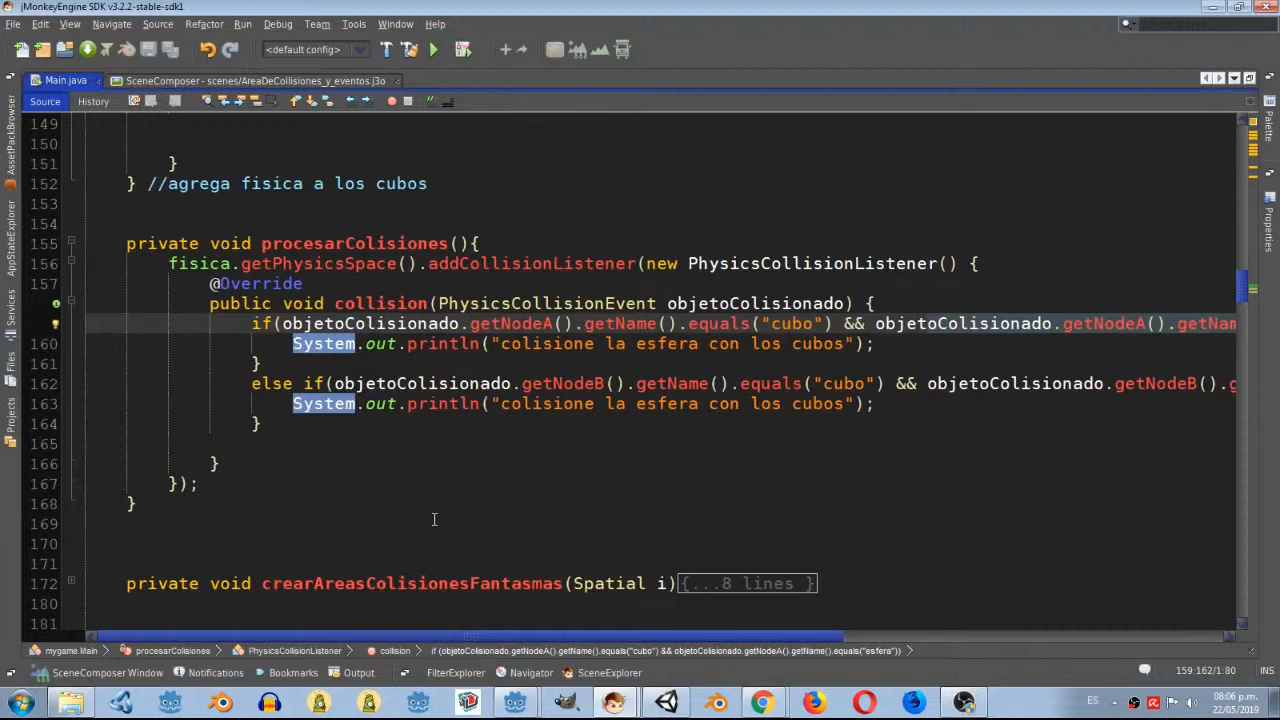 jMonkeyEngine SDK v3.2.2-stable-sdk1
File Edit View Navigate Source Refactor Run Debug Team Tools Window Help
<default config>
Main.java SceneComposer - scenes/AreaDeColisiones_y_eventos.j3o
Source History
149
150
151 }
152 } //agrega fisica a los cubos
153
154
155 private void procesarColisiones(){
156 fisica.getPhysicsSpace().addCollisionListener(new PhysicsCollisionListener() {
157 @Override
public void collision(PhysicsCollisionEvent objetoColisionado) {
if(objetoColisionado.getNodeA().getName().equals("cubo") && objetoColisionado.getNodeA().getNam
160 System.out.println("colisione la esfera con los cubos");
161 }
162 else if(objetoColisionado.getNodeB().getName().equals("cubo") && objetoColisionado.getNodeB().g
163 System.out.println("colisione la esfera con los cubos");
164 }
165
166 }
167 });
168 }
169
170
171
172 private void crearAreasColisionesFantasmas(Spatial i){...8 lines }
180
181
mygame.Main procesarColisiones PhysicsCollisionListener collision if (objetoColisionado.getNodeA().getName().equals("cubo") && objetoColisionado.getNodeA().getName().equals("esfera"))
SceneComposer Window Notifications Bookmarks Output FilterExplorer Navigator SceneExplorer 159:162/1:80 INS
AssetPackBrowser
AppStateExplorer
Services
Files
Projects
Palette
Properties
ES 08:06 p.m.
22/05/2019